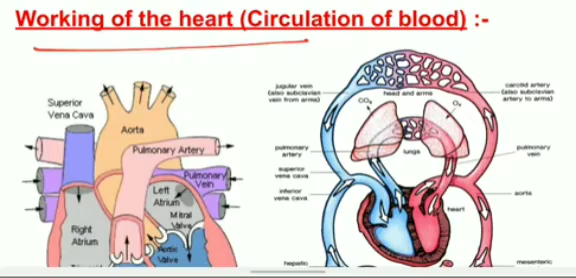 Working of the heart (Circulation of blood) :-
Superior
Vena Cava
Aorta
Pulmonary Artery
Pulmonary
Vein
Left
Atrium
Mitral
Valve
Right
Atrium
Aortic
Valve
jugular vein
(also subclavian
vein from arms)
head and arms
carotid artery
(also subclavian
artery to arms)
CO₂
O₂
pulmonary
artery
lungs
pulmonary
vein
superior
vena cava
inferior
vena cava
aorta
heart
hepatic
mesenteric